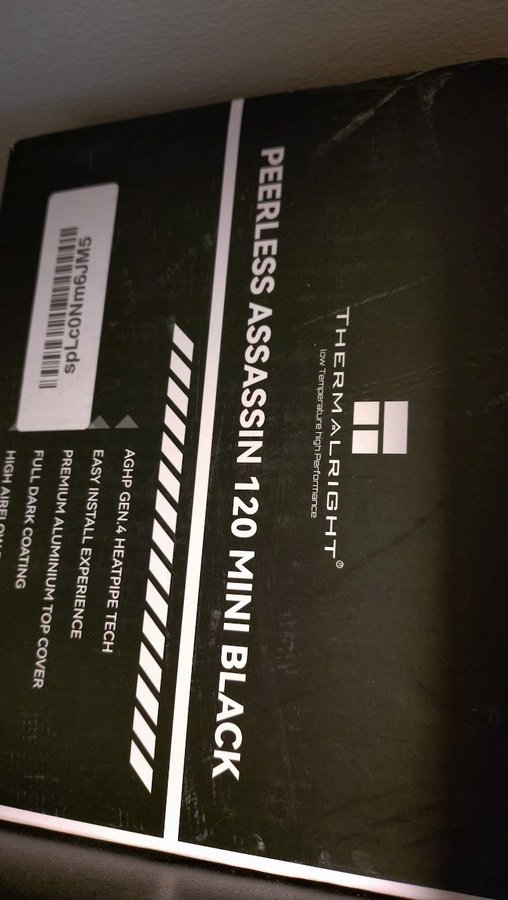 THERMALRIGHT®
low Temperature high Performance
PEERLESS ASSASSIN 120 MINI BLACK
AGHP GEN.4 HEATPIPE TECH
EASY INSTALL EXPERIENCE
PREMIUM ALUMINIUM TOP COVER
FULL DARK COATING
HIGH
spLc0Nm6JM5